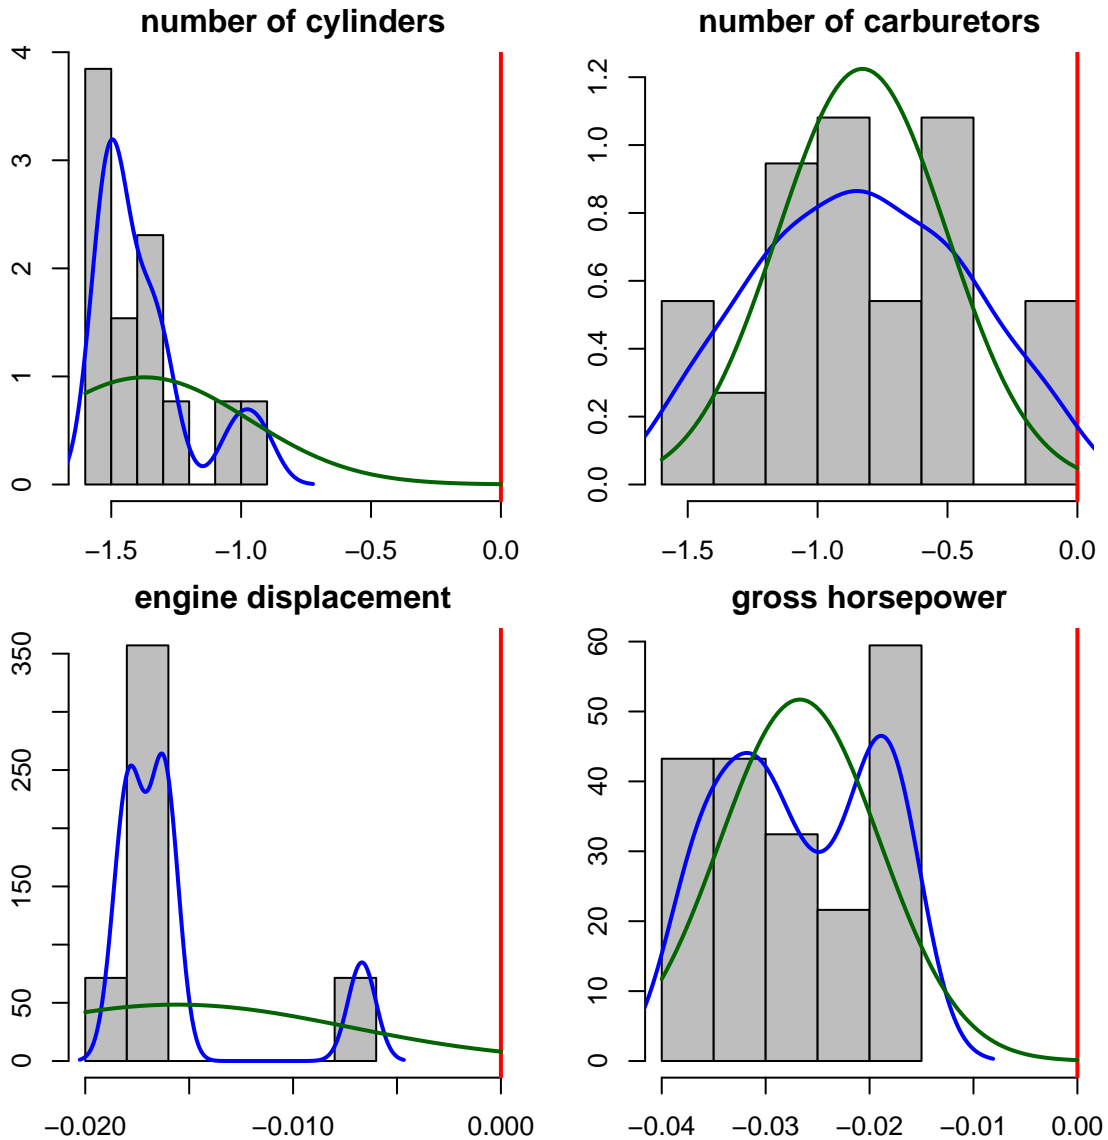 number of cylinders
0 1 2 3 4
−1.5 −1.0 −0.5 0.0
number of carburetors
0.0 0.2 0.4 0.6 0.8 1.0 1.2
−1.5 −1.0 −0.5 0.0
engine displacement
0 50 150 250 350
−0.020 −0.010 0.000
gross horsepower
0 10 20 30 40 50 60
−0.04 −0.03 −0.02 −0.01 0.00